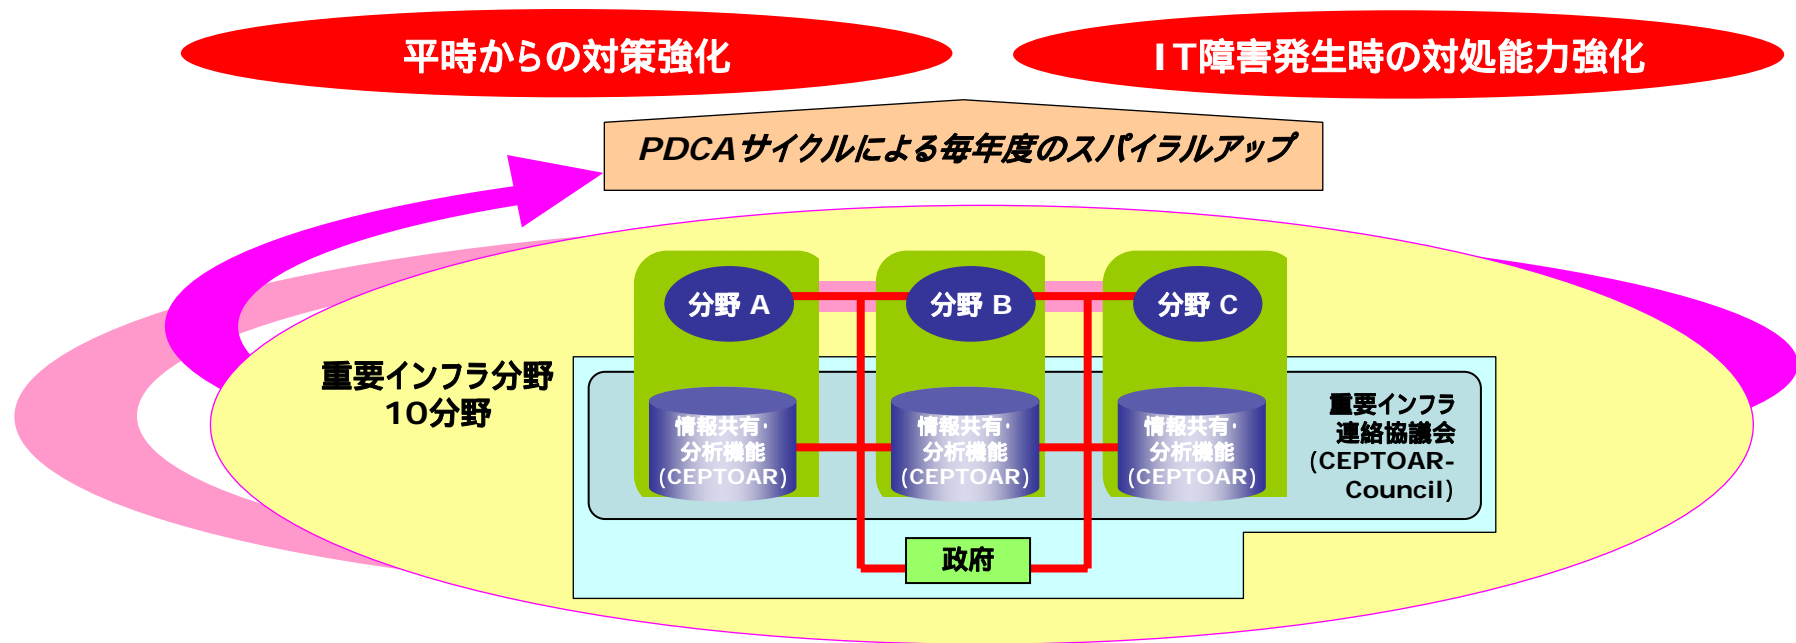 平時からの対策強化
IT障害発生時の対処能力強化
PDCAサイクルによる毎年度のスパイラルアップ
分野 A
分野 B
分野 C
重要インフラ分野
10分野
情報共有・
分析機能
(CEPTOAR)
情報共有・
分析機能
(CEPTOAR)
情報共有・
分析機能
(CEPTOAR)
重要インフラ
連絡協議会
(CEPTOAR-
Council)
政府